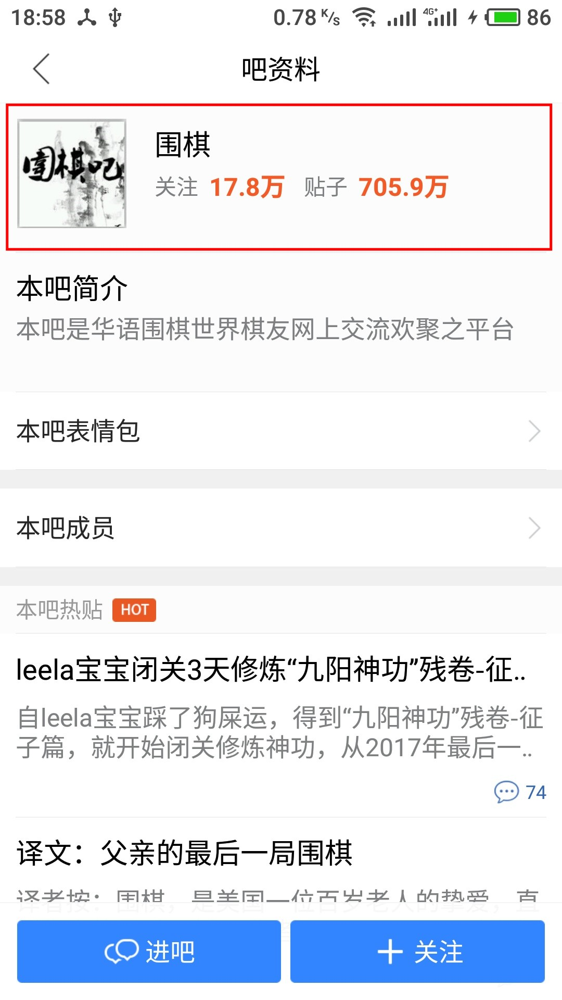 18:58 0.78 K/s 4G+ 86
吧资料
圍棋吧
围棋
关注 17.8万 贴子 705.9万
本吧简介
本吧是华语围棋世界棋友网上交流欢聚之平台
本吧表情包
本吧成员
本吧热贴 HOT
leela宝宝闭关3天修炼“九阳神功”残卷-征..
自leela宝宝踩了狗屎运，得到“九阳神功”残卷-征
子篇，就开始闭关修炼神功，从2017年最后一..
74
译文：父亲的最后一局围棋
译者按：围棋，是美国一位百岁老人的挚爱，直
进吧 关注